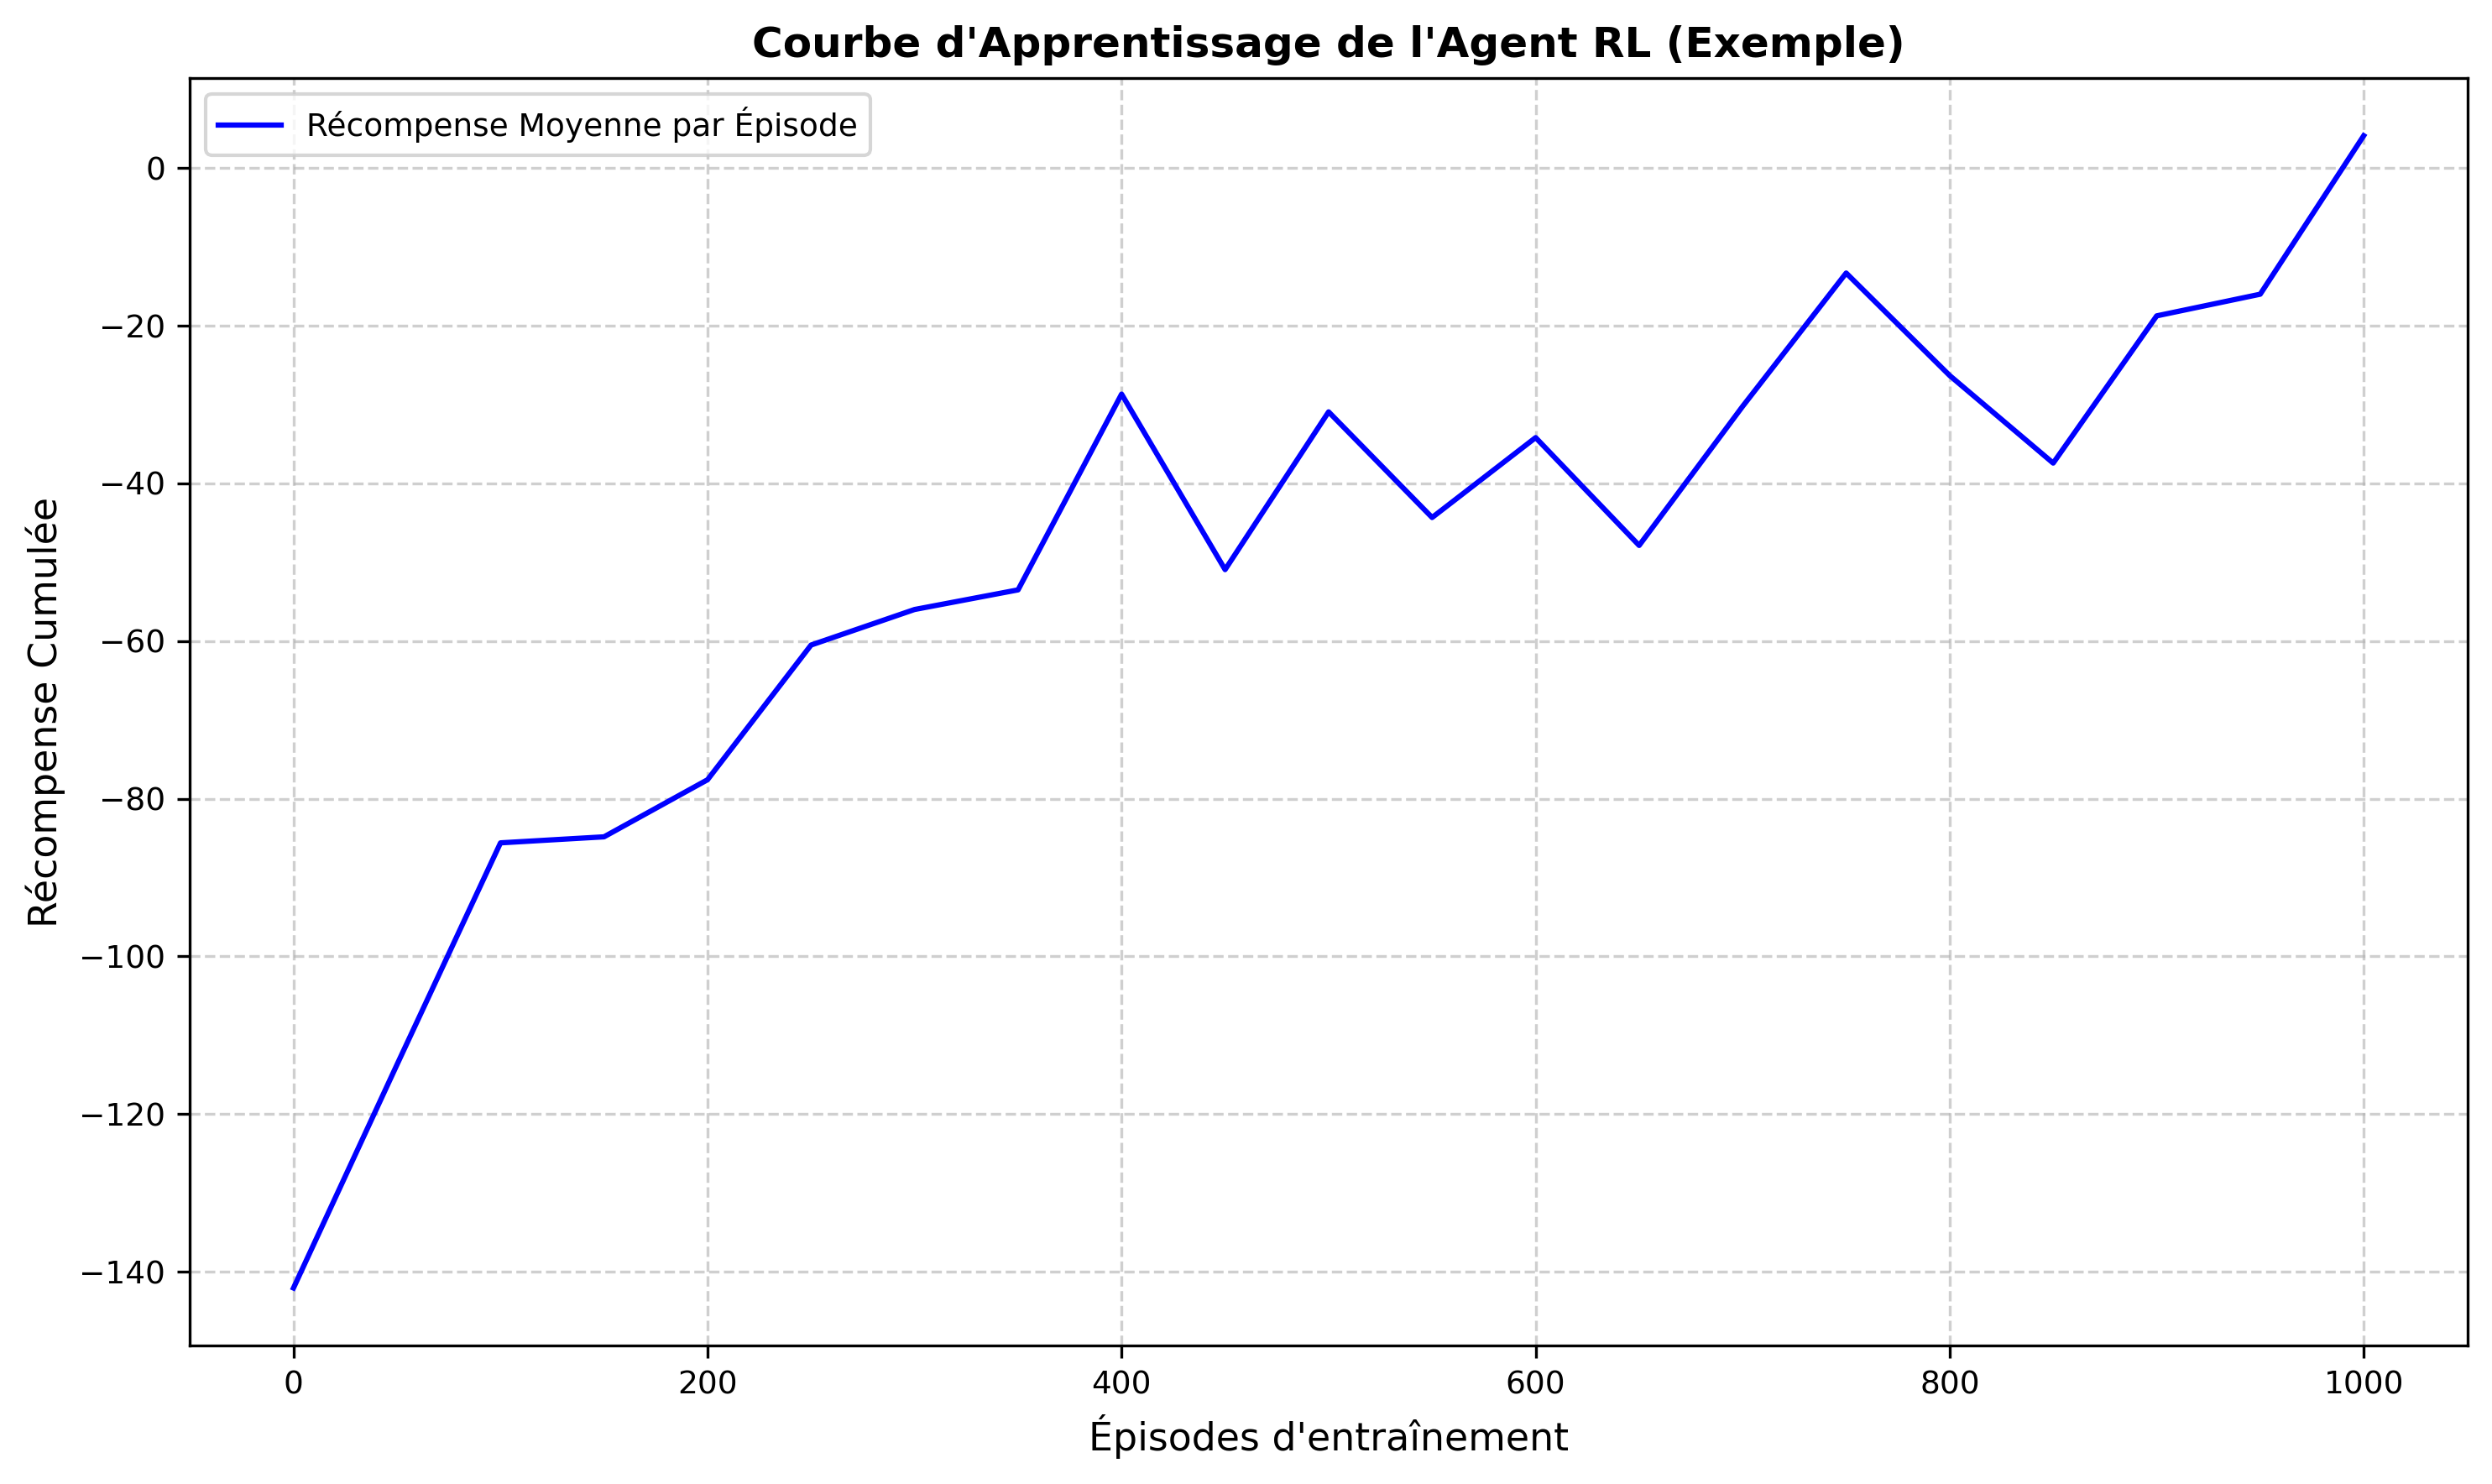 Courbe d'Apprentissage de l'Agent RL (Exemple)
Récompense Moyenne par Épisode
0
−20
−40
−60
−80
−100
−120
−140
Récompense Cumulée
0 200 400 600 800 1000
Épisodes d'entraînement